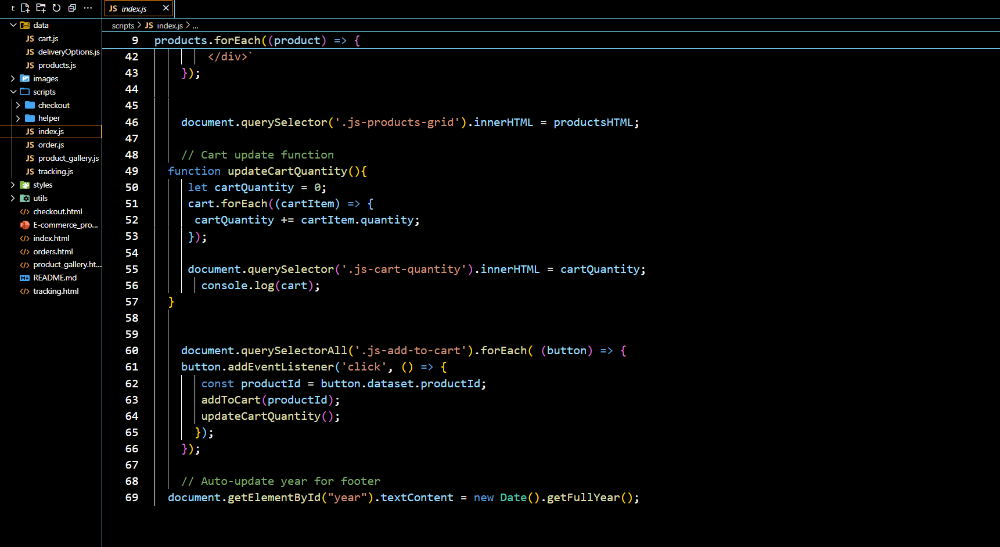 E
JS index.js
data
JS cart.js
JS deliveryOptions.js
JS products.js
images
scripts
checkout
helper
JS index.js
JS order.js
JS product_gallery.js
JS tracking.js
styles
utils
checkout.html
E-commerce_pro...
index.html
orders.html
product_gallery.ht...
README.md
tracking.html
scripts > JS index.js > ...
9 products.forEach((product) => {
42 </div>`
43 });
44
45
46 document.querySelector('.js-products-grid').innerHTML = productsHTML;
47
48 // Cart update function
49 function updateCartQuantity(){
50 let cartQuantity = 0;
51 cart.forEach((cartItem) => {
52 cartQuantity += cartItem.quantity;
53 });
54
55 document.querySelector('.js-cart-quantity').innerHTML = cartQuantity;
56 console.log(cart);
57 }
58
59
60 document.querySelectorAll('.js-add-to-cart').forEach( (button) => {
61 button.addEventListener('click', () => {
62 const productId = button.dataset.productId;
63 addToCart(productId);
64 updateCartQuantity();
65 });
66 });
67
68 // Auto-update year for footer
69 document.getElementById("year").textContent = new Date().getFullYear();